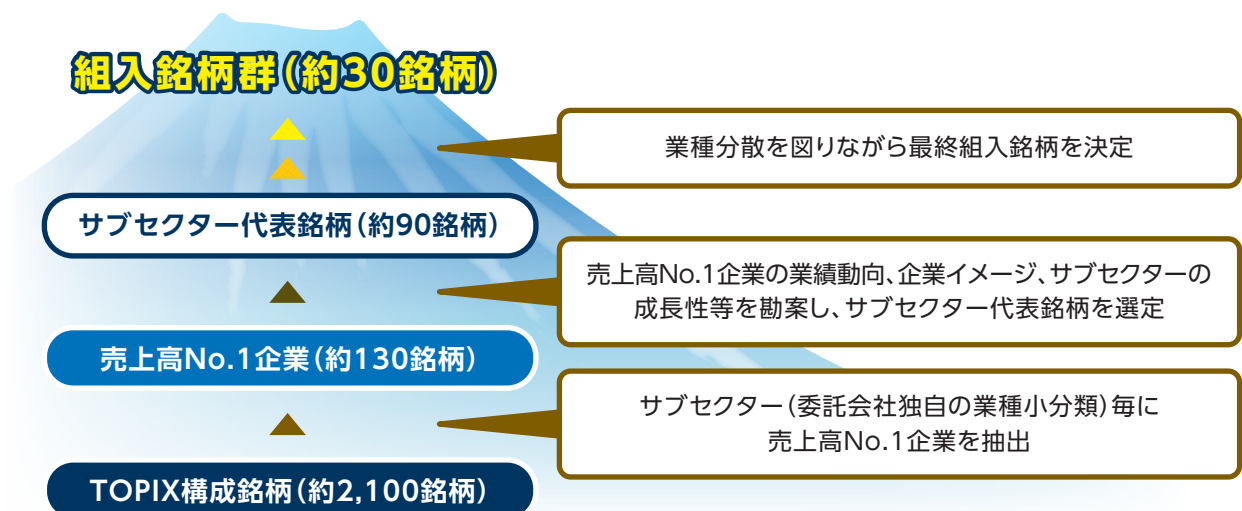 組入銘柄群（約30銘柄）
業種分散を図りながら最終組入銘柄を決定
サブセクター代表銘柄（約90銘柄）
売上高No.1企業の業績動向、企業イメージ、サブセクターの
成長性等を勘案し、サブセクター代表銘柄を選定
売上高No.1企業（約130銘柄）
サブセクター（委託会社独自の業種小分類）毎に
売上高No.1企業を抽出
TOPIX構成銘柄（約2,100銘柄）